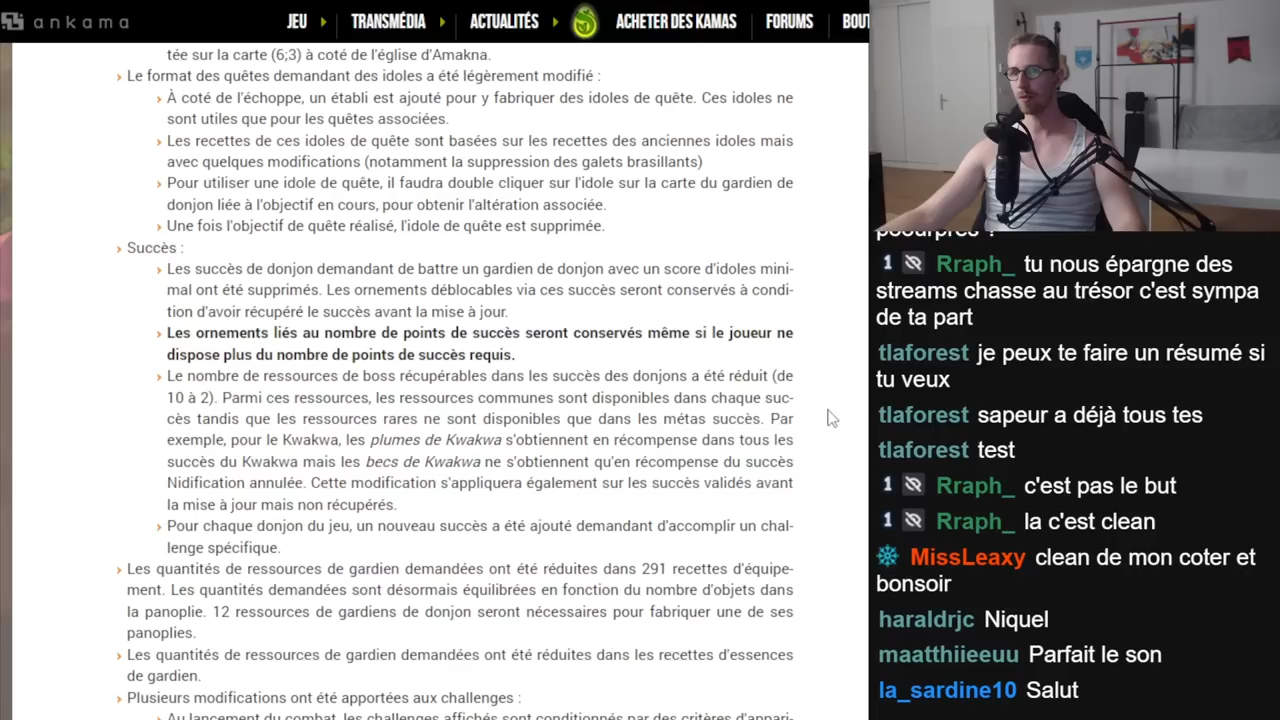 ankama
JEU
TRANSMÉDIA
ACTUALITÉS
ACHETER DES KAMAS
FORUMS
BOUT
tée sur la carte (6;3) à coté de l'église d'Amakna.
Le format des quêtes demandant des idoles a été légèrement modifié :
À coté de l'échoppe, un établi est ajouté pour y fabriquer des idoles de quête. Ces idoles ne
sont utiles que pour les quêtes associées.
Les recettes de ces idoles de quête sont basées sur les recettes des anciennes idoles mais
avec quelques modifications (notamment la suppression des galets brasillants)
Pour utiliser une idole de quête, il faudra double cliquer sur l'idole sur la carte du gardien de
donjon liée à l'objectif en cours, pour obtenir l'altération associée.
Une fois l'objectif de quête réalisé, l'idole de quête est supprimée.
Succès :
Les succès de donjon demandant de battre un gardien de donjon avec un score d'idoles mini-
mal ont été supprimés. Les ornements déblocables via ces succès seront conservés à condi-
tion d'avoir récupéré le succès avant la mise à jour.
Les ornements liés au nombre de points de succès seront conservés même si le joueur ne
dispose plus du nombre de points de succès requis.
Le nombre de ressources de boss récupérables dans les succès des donjons a été réduit (de
10 à 2). Parmi ces ressources, les ressources communes sont disponibles dans chaque suc-
cès tandis que les ressources rares ne sont disponibles que dans les métas succès. Par
exemple, pour le Kwakwa, les plumes de Kwakwa s'obtiennent en récompense dans tous les
succès du Kwakwa mais les becs de Kwakwa ne s'obtiennent qu'en récompense du succès
Nidification annulée. Cette modification s'appliquera également sur les succès validés avant
la mise à jour mais non récupérés.
Pour chaque donjon du jeu, un nouveau succès a été ajouté demandant d'accomplir un chal-
lenge spécifique.
Les quantités de ressources de gardien demandées ont été réduites dans 291 recettes d'équipe-
ment. Les quantités demandées sont désormais équilibrées en fonction du nombre d'objets dans
la panoplie. 12 ressources de gardiens de donjon seront nécessaires pour fabriquer une de ses
panoplies.
Les quantités de ressources de gardien demandées ont été réduites dans les recettes d'essences
de gardien.
Plusieurs modifications ont été apportées aux challenges :
Au lancement du combat, les challenges affichés sont conditionnés par des critères d'appari-
1 Rraph_ tu nous épargne des
streams chasse au trésor c'est sympa
de ta part
tlaforest je peux te faire un résumé si
tu veux
tlaforest sapeur a déjà tous tes
tlaforest test
1 Rraph_ c'est pas le but
1 Rraph_ la c'est clean
MissLeaxy clean de mon coter et
bonsoir
haraldrjc Niquel
maatthiieeuu Parfait le son
la_sardine10 Salut